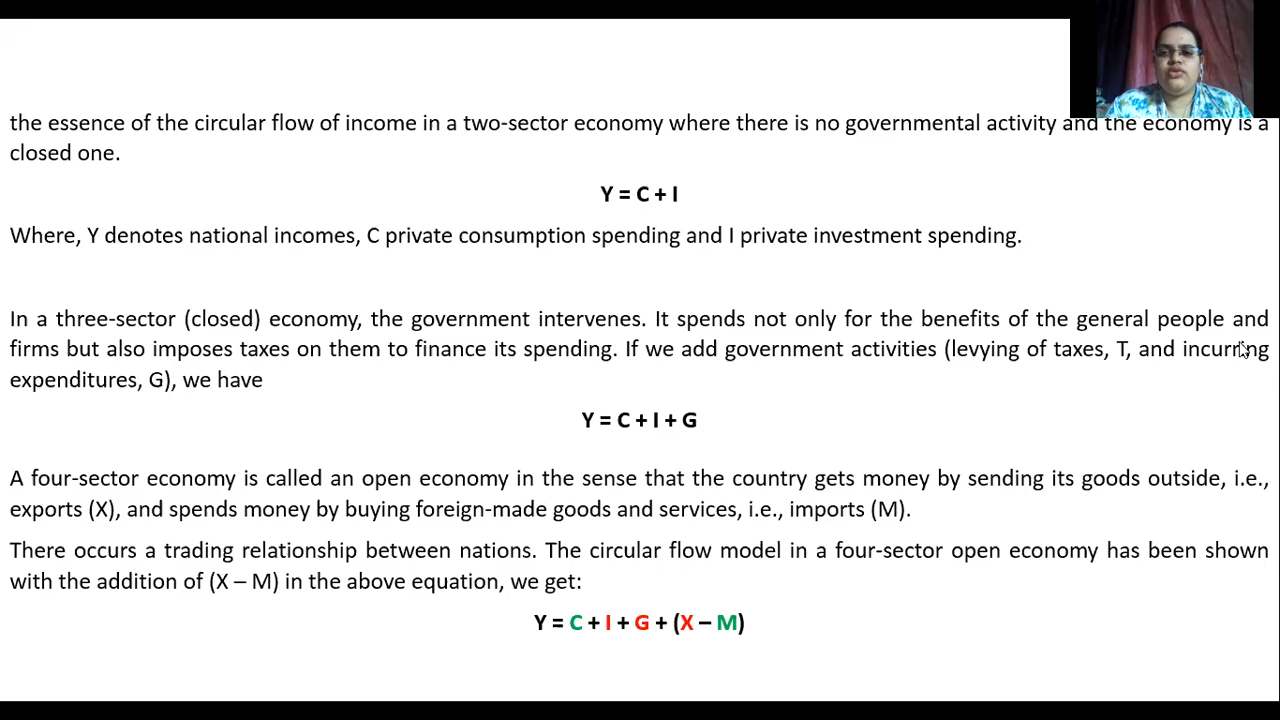 the essence of the circular flow of income in a two-sector economy where there is no governmental activity and the economy is a
closed one.
Y = C + I
Where, Y denotes national incomes, C private consumption spending and I private investment spending.
In a three-sector (closed) economy, the government intervenes. It spends not only for the benefits of the general people and
firms but also imposes taxes on them to finance its spending. If we add government activities (levying of taxes, T, and incurring
expenditures, G), we have
Y = C + I + G
A four-sector economy is called an open economy in the sense that the country gets money by sending its goods outside, i.e.,
exports (X), and spends money by buying foreign-made goods and services, i.e., imports (M).
There occurs a trading relationship between nations. The circular flow model in a four-sector open economy has been shown
with the addition of (X – M) in the above equation, we get:
Y = C + I + G + (X – M)